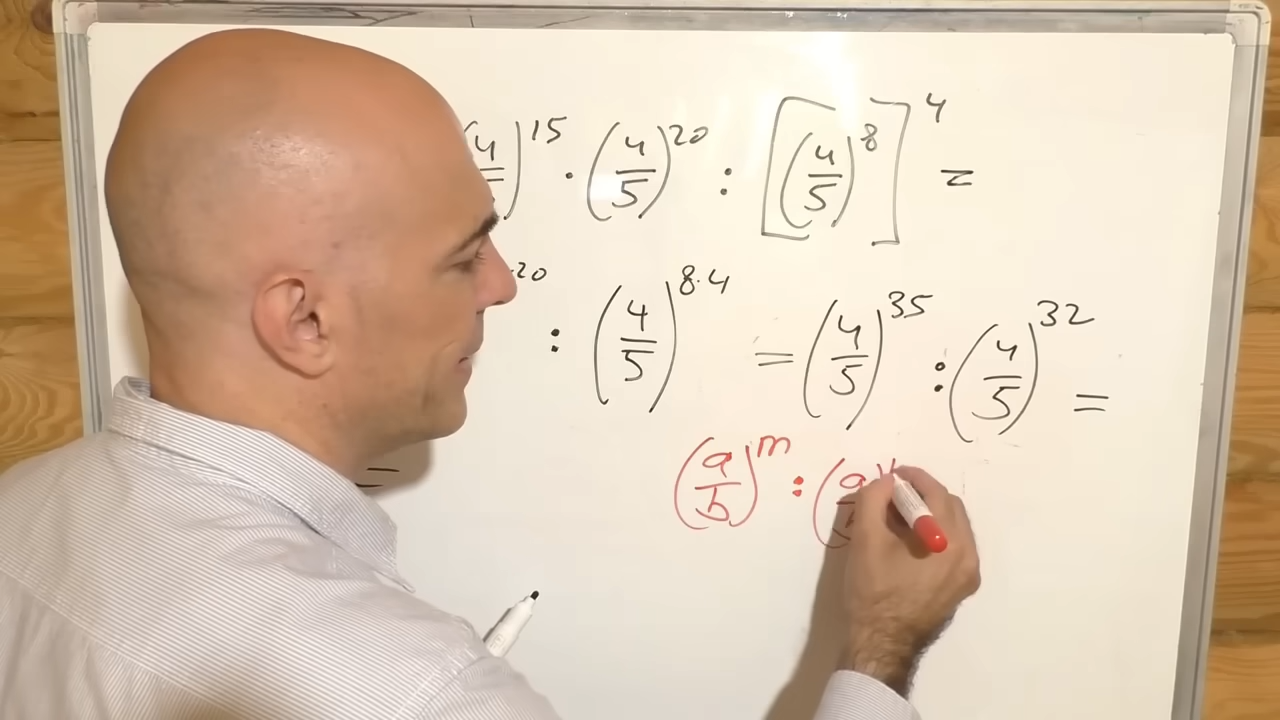 (4/5)^15 · (4/5)^20 : [(4/5)^8]^4 =
20 : (4/5)^8·4 = (4/5)^35 : (4/5)^32 =
(a/b)^m : (a